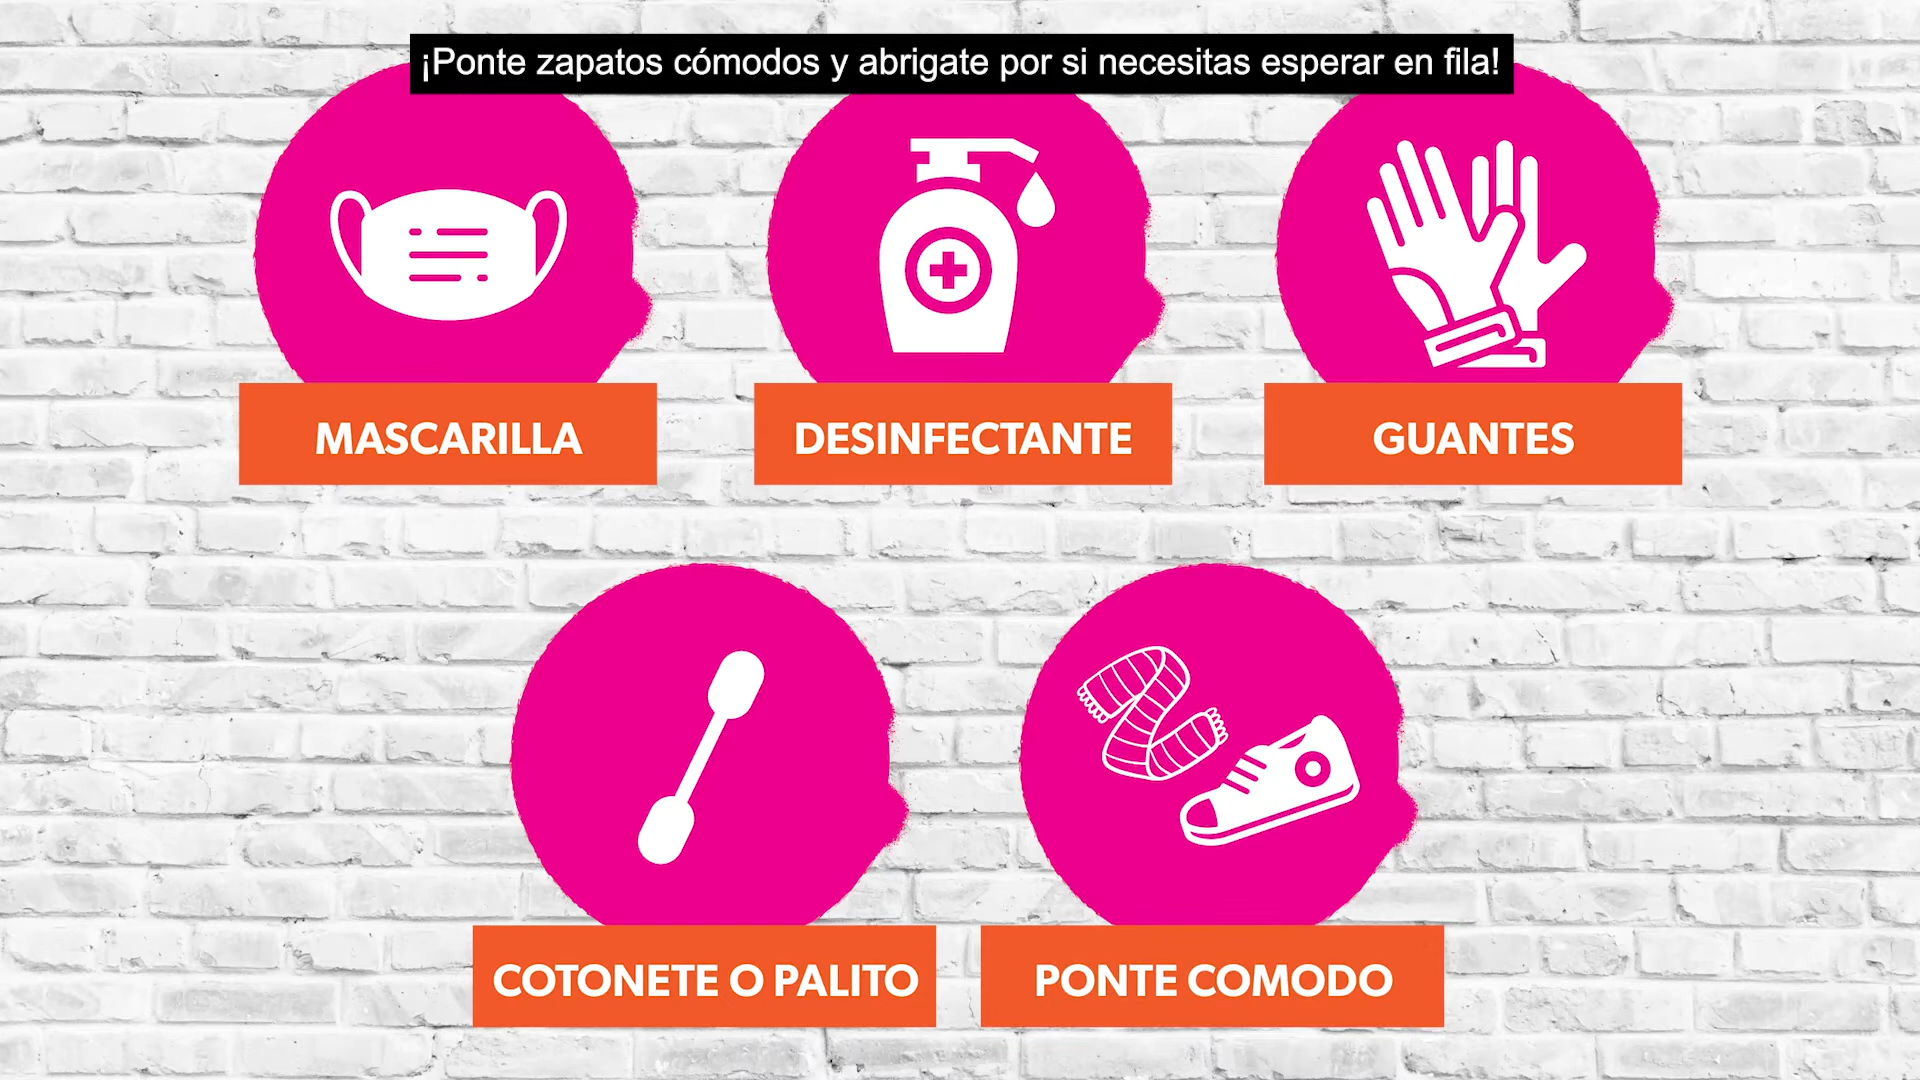 ¡Ponte zapatos cómodos y abrigate por si necesitas esperar en fila!
MASCARILLA
DESINFECTANTE
GUANTES
COTONETE O PALITO
PONTE COMODO